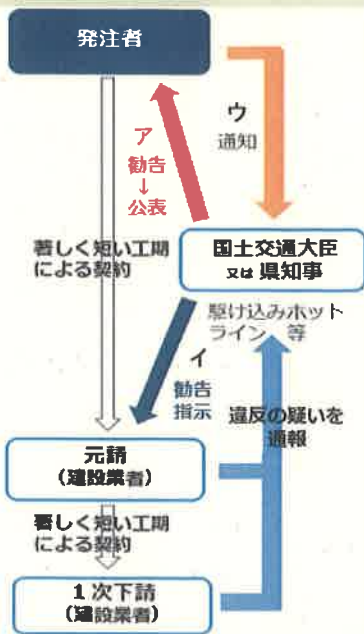 発注者
ウ
通知
ア
勧告
↓
公表
著しく短い工期
による契約
国土交通大臣
又は 県知事
駆け込みホット
ライン 等
イ
勧告
指示
違反の疑いを
通報
元請
(建設業者)
著しく短い工期
による契約
1次下請
(建設業者)